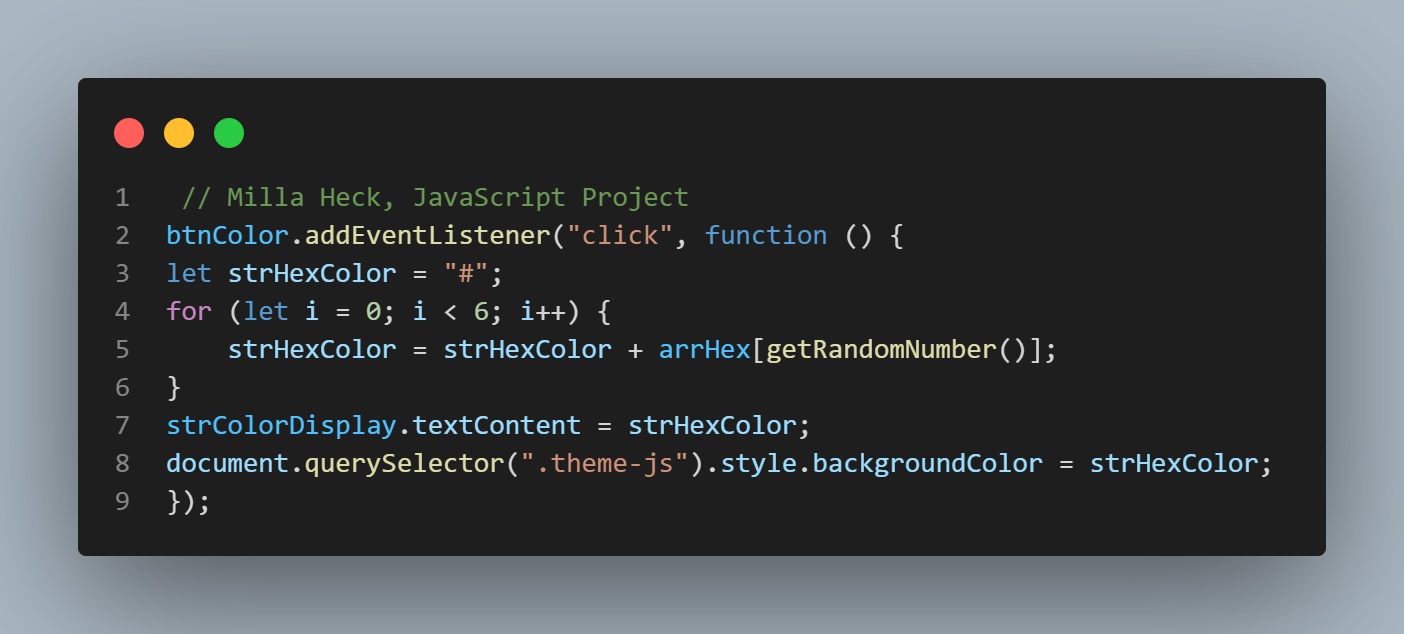 1 // Milla Heck, JavaScript Project
2 btnColor.addEventListener("click", function () {
3 let strHexColor = "#";
4 for (let i = 0; i < 6; i++) {
5     strHexColor = strHexColor + arrHex[getRandomNumber()];
6 }
7 strColorDisplay.textContent = strHexColor;
8 document.querySelector(".theme-js").style.backgroundColor = strHexColor;
9 });